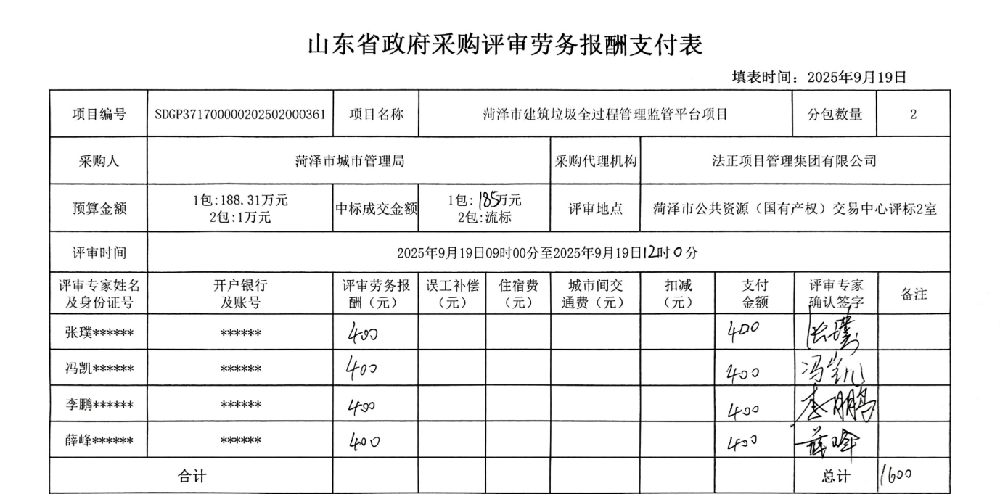 山东省政府采购评审劳务报酬支付表
填表时间：2025年9月19日
项目编号 SDGP371700000202502000361 项目名称 菏泽市建筑垃圾全过程管理监管平台项目 分包数量 2
采购人 菏泽市城市管理局 采购代理机构 法正项目管理集团有限公司
预算金额 1包:188.31万元 2包:1万元 中标成交金额 1包:185万元 2包:流标 评审地点 菏泽市公共资源（国有产权）交易中心评标2室
评审时间 2025年9月19日09时00分至2025年9月19日12时0分
评审专家姓名及身份证号 开户银行及账号 评审劳务报酬（元） 误工补偿（元） 住宿费（元） 城市间交通费（元） 扣减（元） 支付金额 评审专家确认签字 备注
张璞****** ****** 400 400 张璞
冯凯****** ****** 400 400 冯凯
李鹏****** ****** 400 400 李鹏
薛峰****** ****** 400 400 薛峰
合计 总计 1600